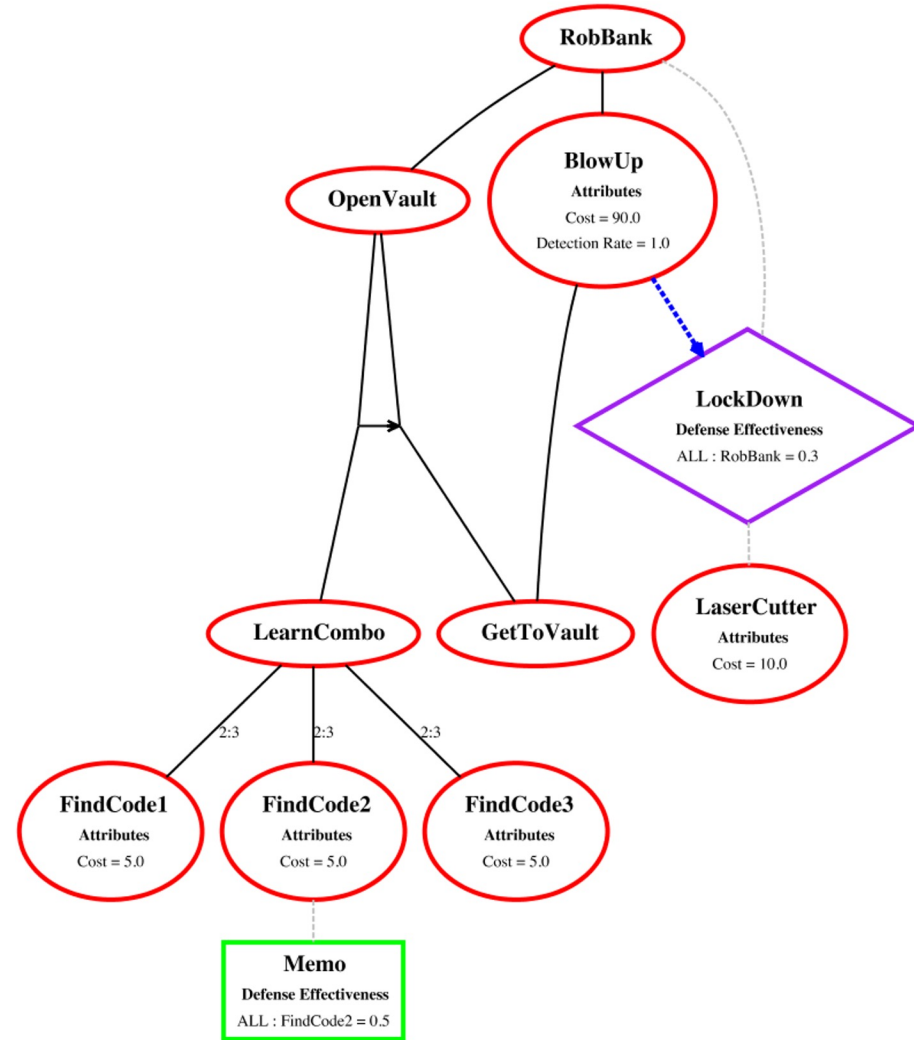 RobBank
BlowUp
Attributes
Cost = 90.0
Detection Rate = 1.0
OpenVault
LockDown
Defense Effectiveness
ALL : RobBank = 0.3
LearnCombo
GetToVault
LaserCutter
Attributes
Cost = 10.0
2:3
2:3
2:3
FindCode1
Attributes
Cost = 5.0
FindCode2
Attributes
Cost = 5.0
FindCode3
Attributes
Cost = 5.0
Memo
Defense Effectiveness
ALL : FindCode2 = 0.5